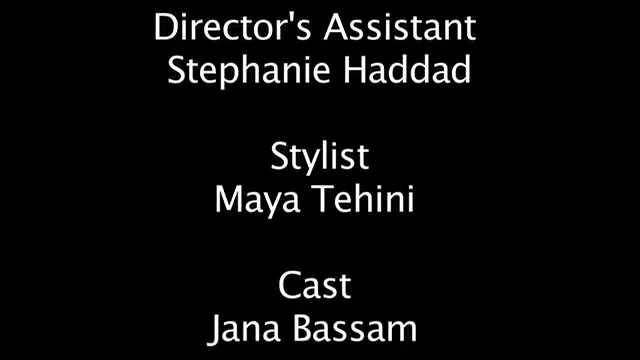 Director's Assistant
Stephanie Haddad
Stylist
Maya Tehini
Cast
Jana Bassam